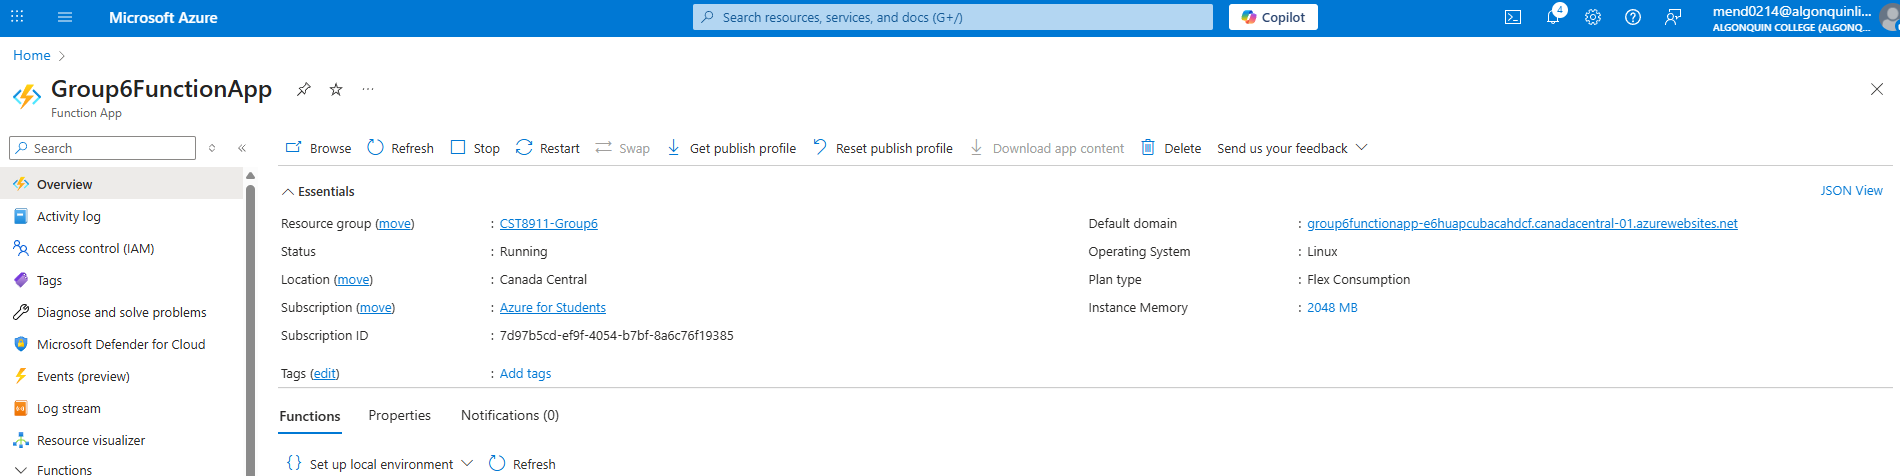 Microsoft Azure
Search resources, services, and docs (G+/)
Copilot
4
mend0214@algonquinli...
ALGONQUIN COLLEGE (ALGONQ...
Home
Group6FunctionApp
Function App
Search
Browse
Refresh
Stop
Restart
Swap
Get publish profile
Reset publish profile
Download app content
Delete
Send us your feedback
Overview
Activity log
Access control (IAM)
Tags
Diagnose and solve problems
Microsoft Defender for Cloud
Events (preview)
Log stream
Resource visualizer
Functions
Essentials
JSON View
Resource group (move) : CST8911-Group6
Status : Running
Location (move) : Canada Central
Subscription (move) : Azure for Students
Subscription ID : 7d97b5cd-ef9f-4054-b7bf-8a6c76f19385
Tags (edit) : Add tags
Default domain : group6functionapp-e6huapcubacahdcf.canadacentral-01.azurewebsites.net
Operating System : Linux
Plan type : Flex Consumption
Instance Memory : 2048 MB
Functions
Properties
Notifications (0)
Set up local environment
Refresh